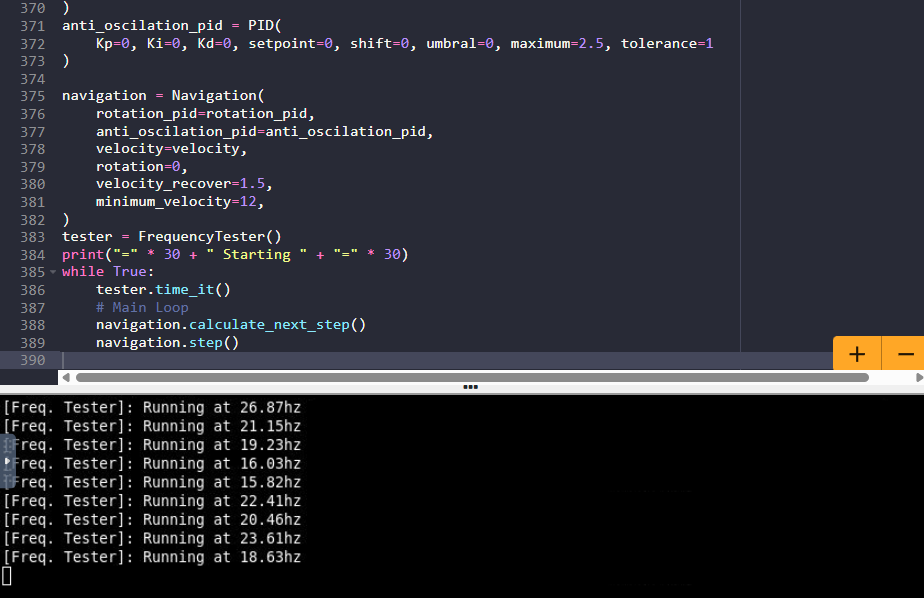 370 )
371 anti_oscilation_pid = PID(
372     Kp=0, Ki=0, Kd=0, setpoint=0, shift=0, umbral=0, maximum=2.5, tolerance=1
373 )
374
375 navigation = Navigation(
376     rotation_pid=rotation_pid,
377     anti_oscilation_pid=anti_oscilation_pid,
378     velocity=velocity,
379     rotation=0,
380     velocity_recover=1.5,
381     minimum_velocity=12,
382 )
383 tester = FrequencyTester()
384 print("=" * 30 + " Starting " + "=" * 30)
385 while True:
386     tester.time_it()
387     # Main Loop
388     navigation.calculate_next_step()
389     navigation.step()
390
+ −
[Freq. Tester]: Running at 26.87hz
[Freq. Tester]: Running at 21.15hz
[Freq. Tester]: Running at 19.23hz
[Freq. Tester]: Running at 16.03hz
[Freq. Tester]: Running at 15.82hz
[Freq. Tester]: Running at 22.41hz
[Freq. Tester]: Running at 20.46hz
[Freq. Tester]: Running at 23.61hz
[Freq. Tester]: Running at 18.63hz